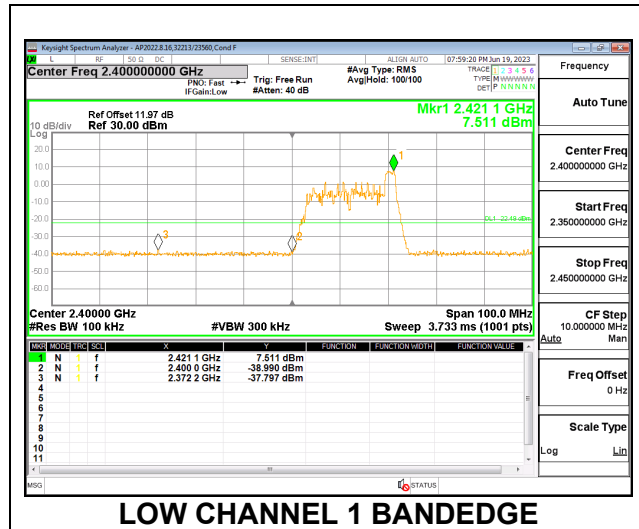 Keysight Spectrum Analyzer - AP2022.8.16,32213/23560,Cond F
L RF 50 Ω DC SENSE:INT ALIGN AUTO 07:59:20 PM Jun 19, 2023
Center Freq 2.400000000 GHz #Avg Type: RMS TRACE 1 2 3 4 5 6
PNO: Fast Trig: Free Run Avg|Hold: 100/100 TYPE M WWWWW
IFGain:Low #Atten: 40 dB DET P N N N N N
Frequency
Auto Tune
Ref Offset 11.97 dB Mkr1 2.421 1 GHz
10 dB/div Ref 30.00 dBm 7.511 dBm
Log
20.0
10.0
0.00
-10.0
-20.0
-30.0
-40.0
-50.0
-60.0
1
2
3
DL1 -22.49 dBm
Center Freq
2.400000000 GHz
Start Freq
2.350000000 GHz
Stop Freq
2.450000000 GHz
Center 2.40000 GHz Span 100.0 MHz
#Res BW 100 kHz #VBW 300 kHz Sweep 3.733 ms (1001 pts)
CF Step
10.000000 MHz
Auto Man
MKR MODE TRC SCL X Y FUNCTION FUNCTION WIDTH FUNCTION VALUE
1 N 1 f 2.421 1 GHz 7.511 dBm
2 N 1 f 2.400 0 GHz -38.990 dBm
3 N 1 f 2.372 2 GHz -37.797 dBm
4
5
6
7
8
9
10
11
Freq Offset
0 Hz
Scale Type
Log Lin
MSG STATUS
LOW CHANNEL 1 BANDEDGE